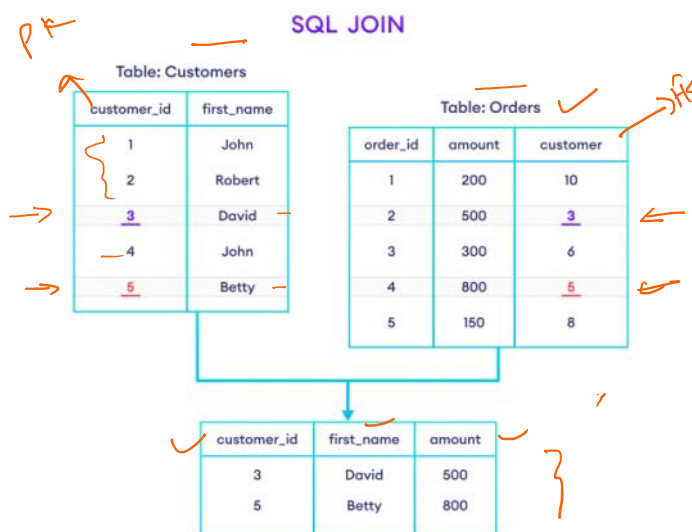 SQL JOIN
PK
Table: Customers
customer_id first_name
1 John
2 Robert
3 David
4 John
5 Betty
Table: Orders
FK
order_id amount customer
1 200 10
2 500 3
3 300 6
4 800 5
5 150 8
customer_id first_name amount
3 David 500
5 Betty 800